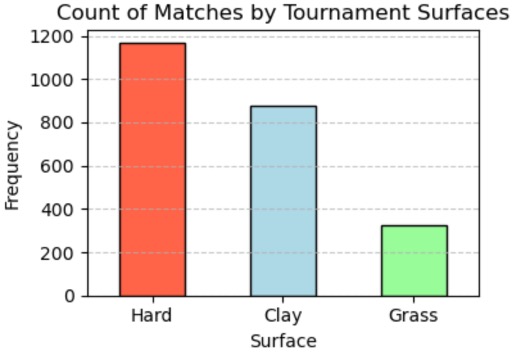 Count of Matches by Tournament Surfaces
1200
1000
800
600
400
200
0
Frequency
Hard Clay Grass
Surface